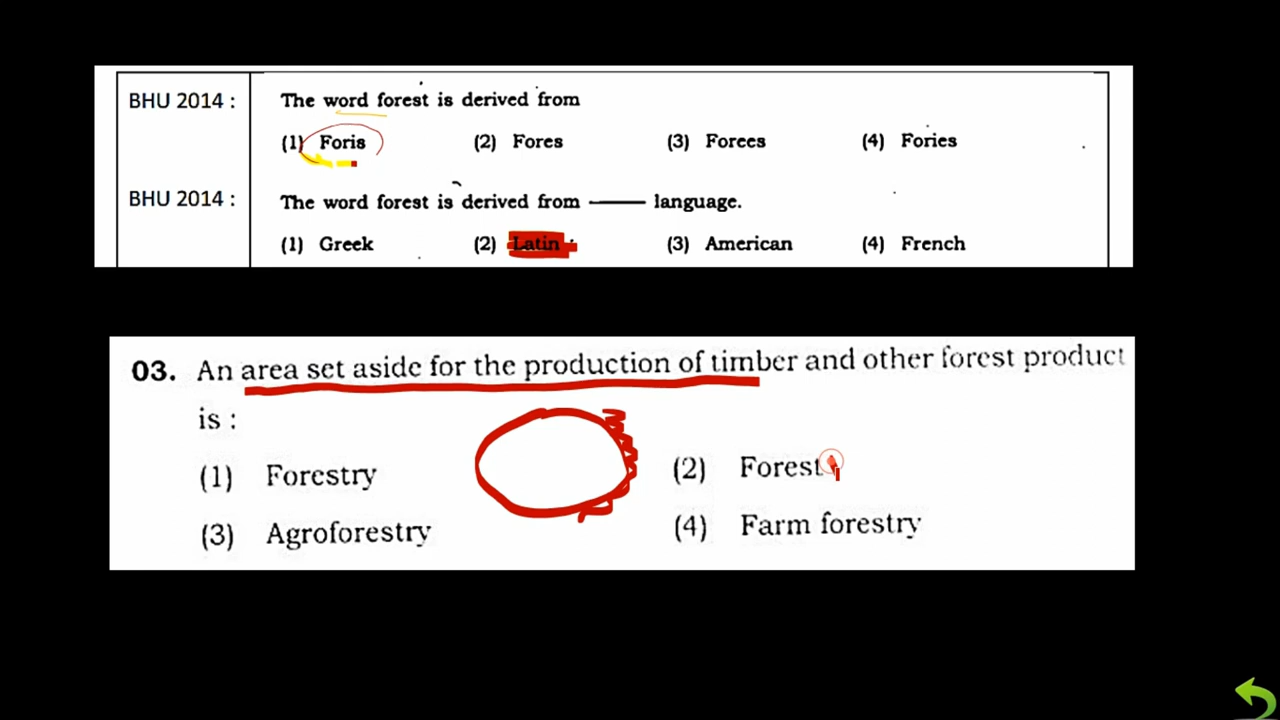 BHU 2014 : The word forest is derived from
(1) Foris (2) Fores (3) Forees (4) Fories
BHU 2014 : The word forest is derived from —— language.
(1) Greek (2) Latin (3) American (4) French
03. An area set aside for the production of timber and other forest product
is :
(1) Forestry (2) Forest
(3) Agroforestry (4) Farm forestry